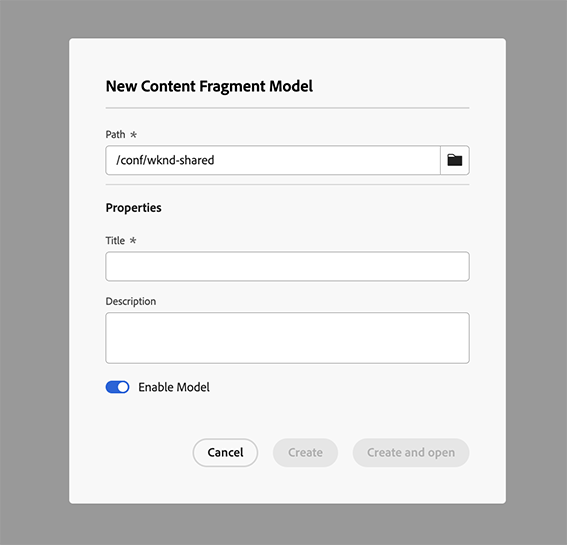 New Content Fragment Model
Path *
/conf/wknd-shared
Properties
Title *
Description
Enable Model
Cancel
Create
Create and open